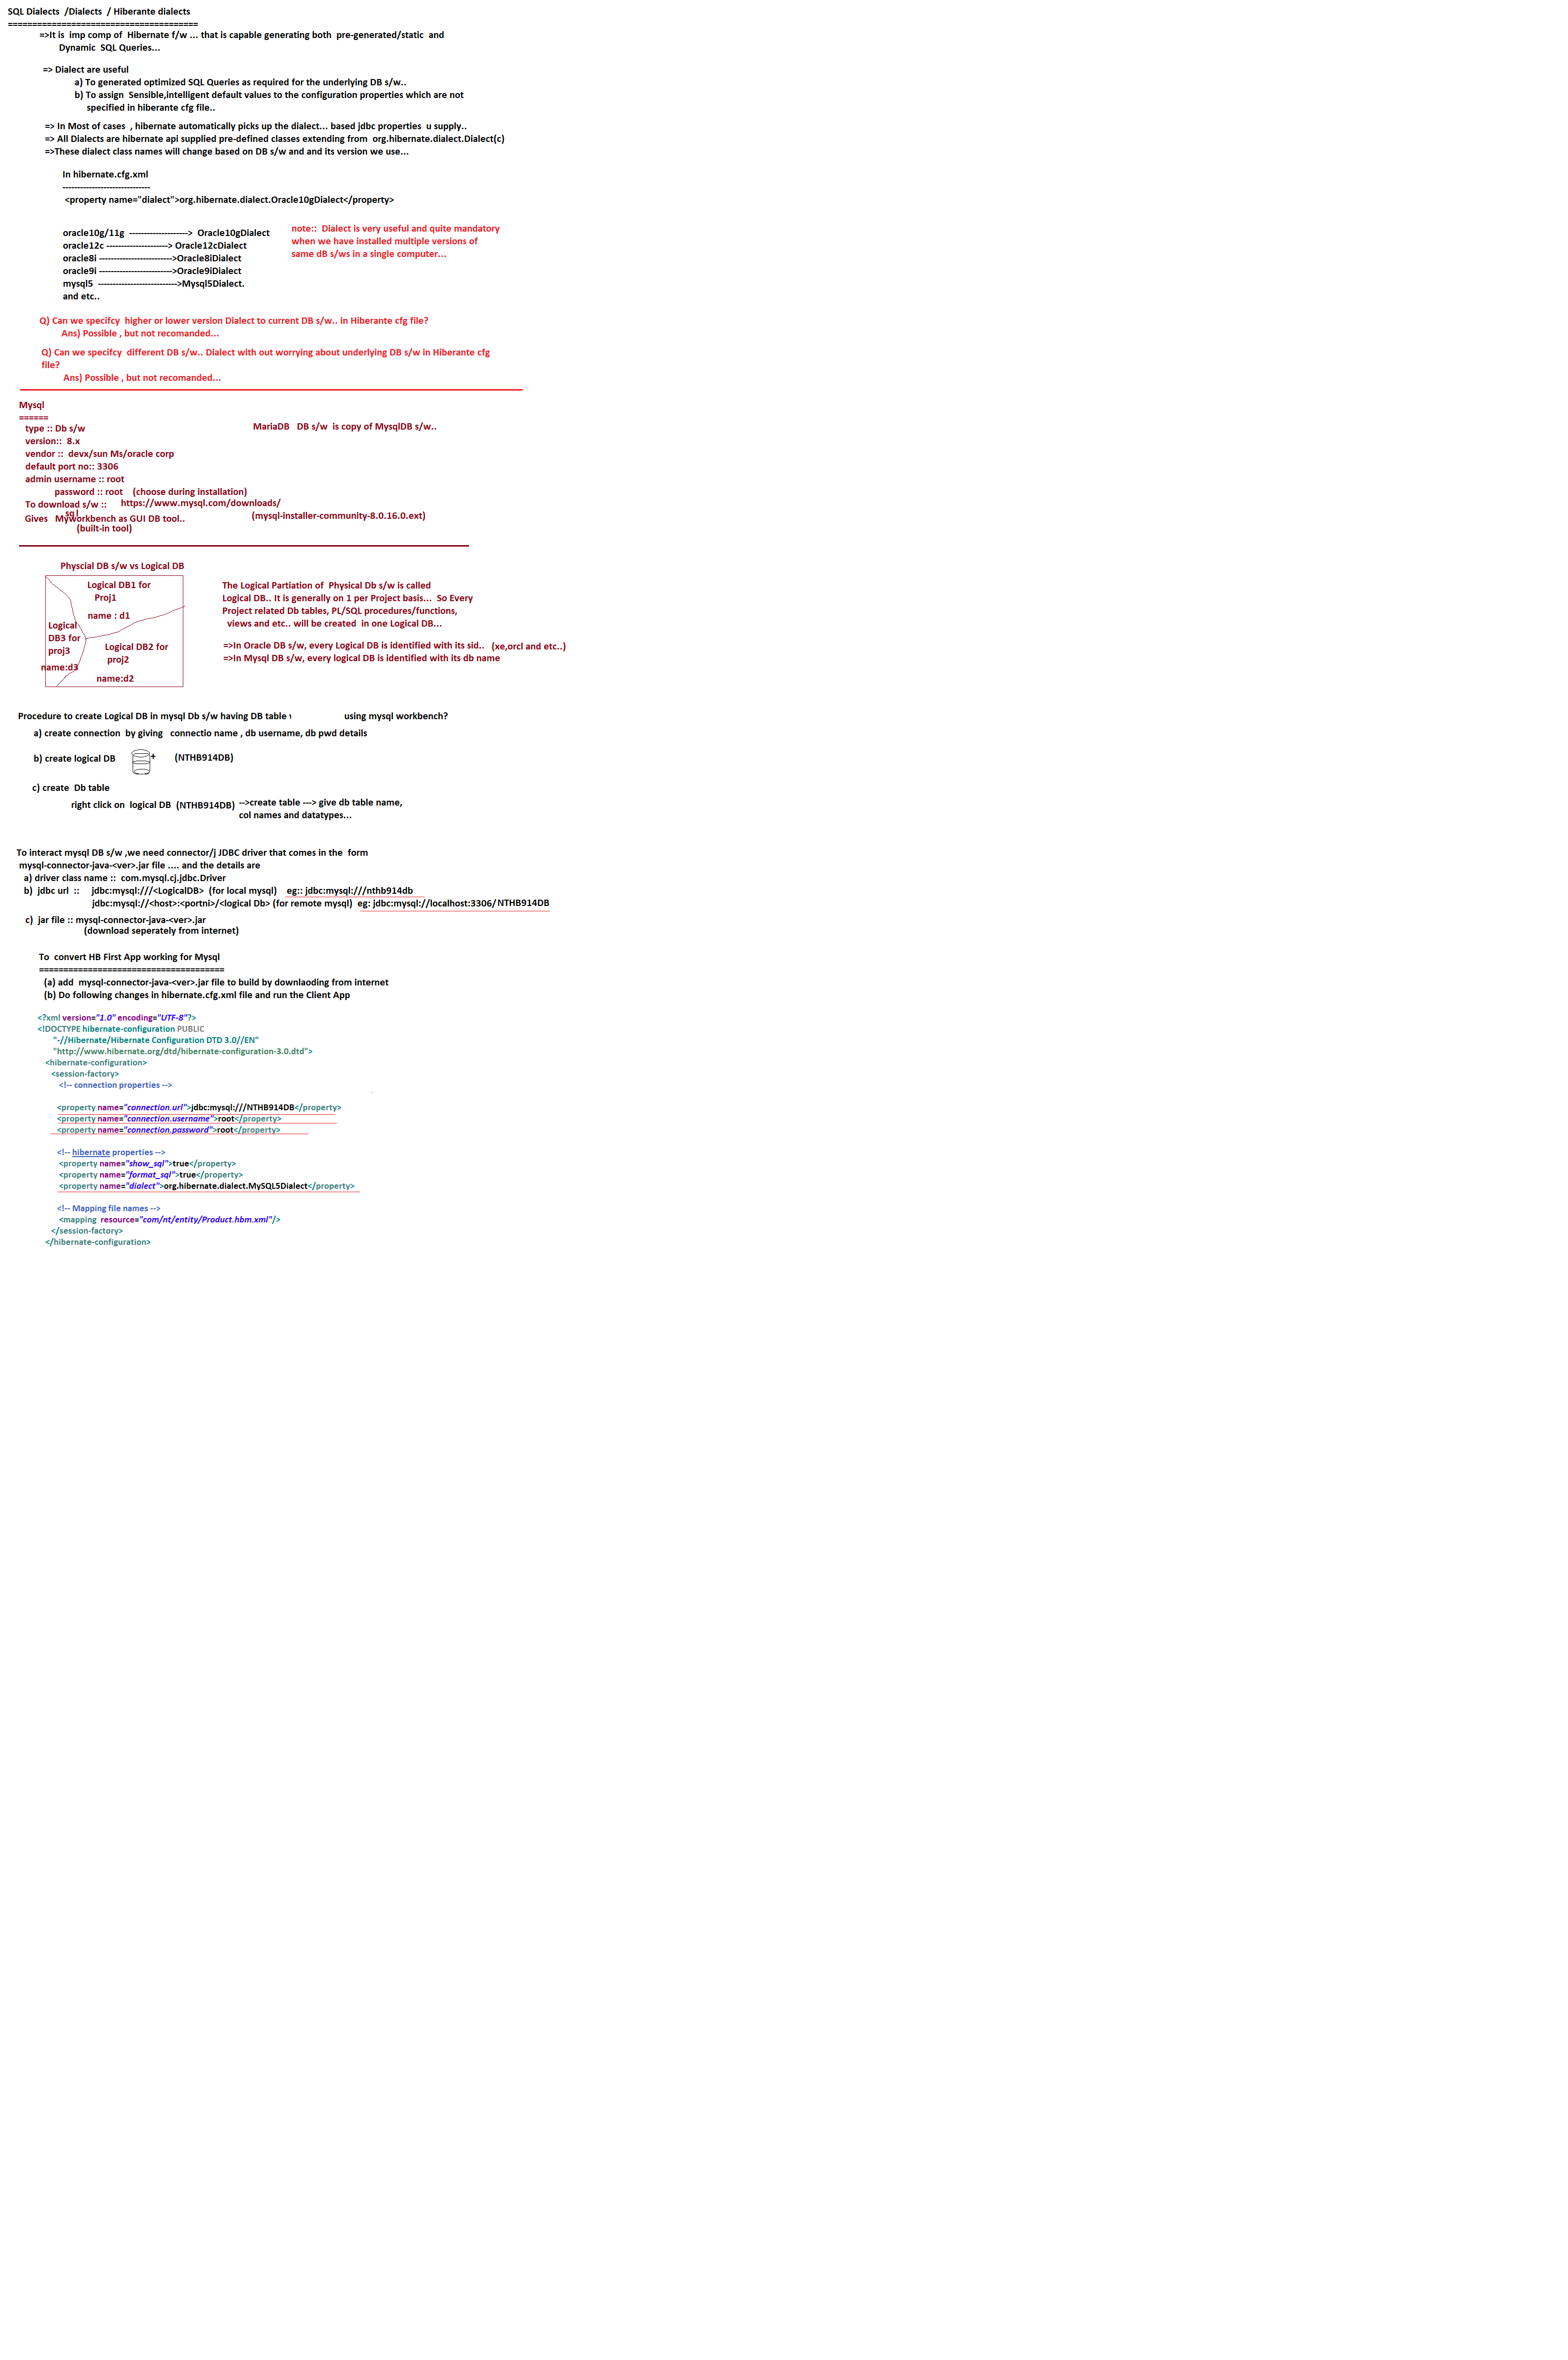 SQL Dialects  /Dialects  / Hiberante dialects
=======================================
=>It is  imp comp of  Hibernate f/w ... that is capable generating both  pre-generated/static  and
Dynamic  SQL Queries...
=> Dialect are useful
a) To generated optimized SQL Queries as required for the underlying DB s/w..
b) To assign  Sensible,intelligent default values to the configuration properties which are not
specified in hiberante cfg file..
=> In Most of cases  , hibernate automatically picks up the dialect... based jdbc properties  u supply..
=> All Dialects are hibernate api supplied pre-defined classes extending from  org.hibernate.dialect.Dialect(c)
=>These dialect class names will change based on DB s/w and and its version we use...
In hibernate.cfg.xml
------------------------------
<property name="dialect">org.hibernate.dialect.Oracle10gDialect</property>
oracle10g/11g  -------------------->  Oracle10gDialect
oracle12c ---------------------> Oracle12cDialect
oracle8i ------------------------->Oracle8iDialect
oracle9i ------------------------->Oracle9iDialect
mysql5  --------------------------->Mysql5Dialect.
and etc..
note::  Dialect is very useful and quite mandatory
when we have installed multiple versions of
same dB s/ws in a single computer...
Q) Can we specifcy  higher or lower version Dialect to current DB s/w.. in Hiberante cfg file?
Ans) Possible , but not recomanded...
Q) Can we specifcy  different DB s/w.. Dialect with out worrying about underlying DB s/w in Hiberante cfg
file?
Ans) Possible , but not recomanded...
Mysql
======
type :: Db s/w
MariaDB   DB s/w  is copy of MysqlDB s/w..
version::  8.x
vendor ::  devx/sun Ms/oracle corp
default port no:: 3306
admin username :: root
password :: root    (choose during installation)
To download s/w ::     https://www.mysql.com/downloads/
(mysql-installer-community-8.0.16.0.ext)
sql
Gives   Myworkbench as GUI DB tool..
(built-in tool)
Physcial DB s/w vs Logical DB
Logical DB1 for
Proj1
name : d1
Logical
DB3 for
proj3
name:d3
Logical DB2 for
proj2
name:d2
The Logical Partiation of  Physical Db s/w is called
Logical DB.. It is generally on 1 per Project basis...  So Every
Project related Db tables, PL/SQL procedures/functions,
views and etc.. will be created  in one Logical DB...
=>In Oracle DB s/w, every Logical DB is identified with its sid..   (xe,orcl and etc..)
=>In Mysql DB s/w, every logical DB is identified with its db name
Procedure to create Logical DB in mysql Db s/w having DB table    using mysql workbench?
a) create connection  by giving   connectio name , db username, db pwd details
b) create logical DB   +   (NTHB914DB)
c) create  Db table
right click on  logical DB  (NTHB914DB)  -->create table ---> give db table name,
col names and datatypes...
To interact mysql DB s/w ,we need connector/j JDBC driver that comes in the  form
mysql-connector-java-<ver>.jar file .... and the details are
a) driver class name ::  com.mysql.cj.jdbc.Driver
b)  jdbc url  ::     jdbc:mysql:///<LogicalDB>  (for local mysql)    eg:: jdbc:mysql:///nthb914db
jdbc:mysql://<host>:<portni>/<logical Db> (for remote mysql)  eg: jdbc:mysql://localhost:3306/NTHB914DB
c)  jar file :: mysql-connector-java-<ver>.jar
(download seperately from internet)
To  convert HB First App working for Mysql
======================================
(a) add  mysql-connector-java-<ver>.jar file to build by downlaoding from internet
(b) Do following changes in hibernate.cfg.xml file and run the Client App
<?xml version="1.0" encoding="UTF-8"?>
<!DOCTYPE hibernate-configuration PUBLIC
"-//Hibernate/Hibernate Configuration DTD 3.0//EN"
"http://www.hibernate.org/dtd/hibernate-configuration-3.0.dtd">
<hibernate-configuration>
<session-factory>
<!-- connection properties -->
<property name="connection.url">jdbc:mysql:///NTHB914DB</property>
<property name="connection.username">root</property>
<property name="connection.password">root</property>
<!-- hibernate properties -->
<property name="show_sql">true</property>
<property name="format_sql">true</property>
<property name="dialect">org.hibernate.dialect.MySQL5Dialect</property>
<!-- Mapping file names -->
<mapping  resource="com/nt/entity/Product.hbm.xml"/>
</session-factory>
</hibernate-configuration>